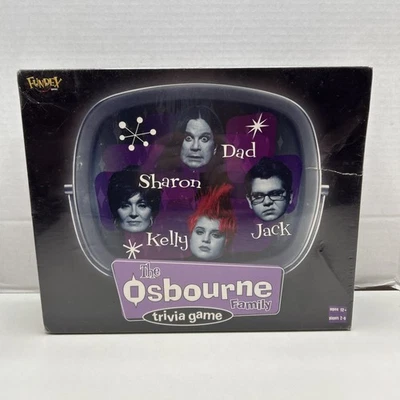 FUNDEX
Dad
Sharon
Kelly
Jack
The
Osbourne
Family
trivia game